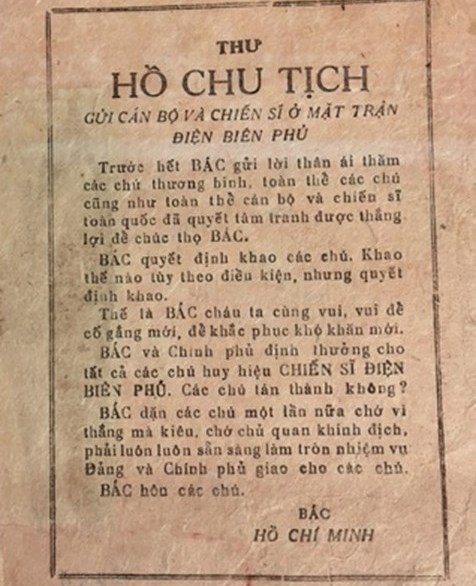 THƯ
HỒ CHU TỊCH
GỬI CÁN BỘ VÀ CHIẾN SĨ Ở MẶT TRẬN
ĐIỆN BIÊN PHỦ
Trước hết BÁC gửi lời thân ái thăm
các chú thương binh, toàn thể các chú
cũng như toàn thể cán bộ và chiến sĩ
toàn quốc đã quyết tâm tranh được thắng
lợi để chúc thọ BÁC.
BÁC quyết định khao các chú. Khao
thế nào tùy theo điều kiện, nhưng quyết
định khao.
Thế là BÁC cháu ta cùng vui, vui để
cố gắng mới, để khắc phuc khó khăn mới.
BÁC và Chính phủ định thưởng cho
tất cả các chú huy hiệu CHIẾN SĨ ĐIỆN
BIÊN PHỦ. Các chú tán thành không?
BÁC dặn các chú một lần nữa chớ vì
thắng mà kiêu, chớ chủ quan khinh địch,
phải luôn luôn sẵn sàng làm tròn nhiệm vụ
Đảng và Chính phủ giao cho các chú.
BÁC hôn các chú.
BÁC
HỒ CHÍ MINH